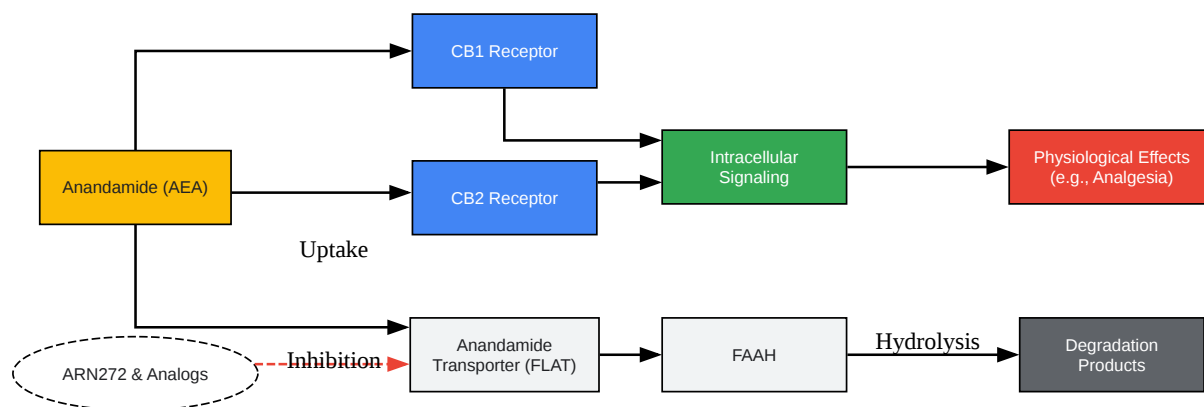 CB1 Receptor
Anandamide (AEA)
CB2 Receptor
Intracellular
Signaling
Physiological Effects
(e.g., Analgesia)
Uptake
ARN272 & Analogs
Inhibition
Anandamide
Transporter (FLAT)
FAAH
Hydrolysis
Degradation
Products